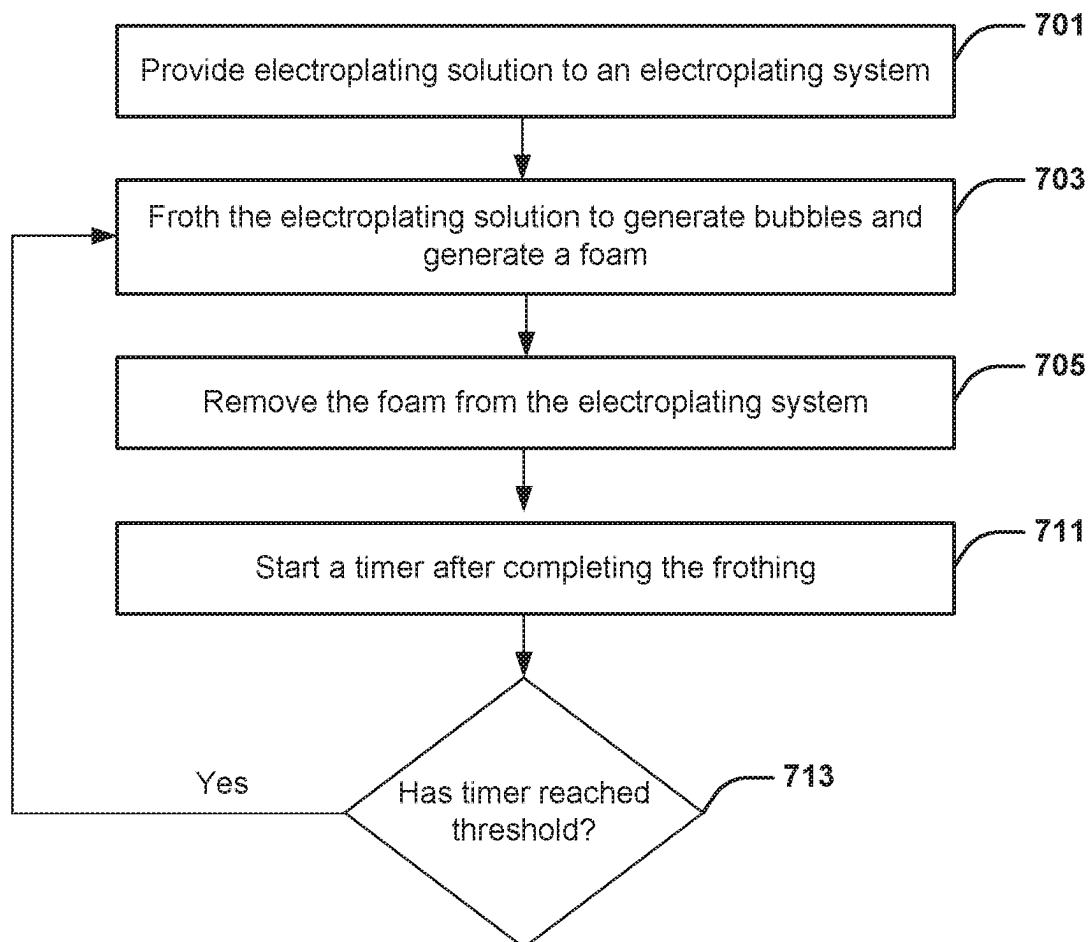 701
Provide electroplating solution to an electroplating system
703
Froth the electroplating solution to generate bubbles and
generate a foam
705
Remove the foam from the electroplating system
711
Start a timer after completing the frothing
713
Yes
Has timer reached
threshold?